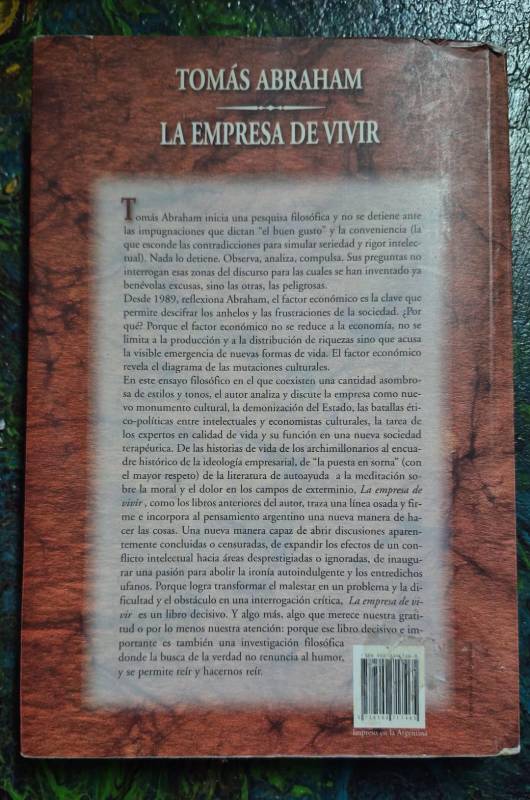 TOMÁS ABRAHAM
LA EMPRESA DE VIVIR
Tomás Abraham inicia una pesquisa filosófica y no se detiene ante
las impugnaciones que dictan "el buen gusto" y la conveniencia (la
que esconde las contradicciones para simular seriedad y rigor intelec-
tual). Nada lo detiene. Observa, analiza, compulsa. Sus preguntas no
interrogan esas zonas del discurso para las cuales se han inventado ya
benévolas excusas, sino las otras, las peligrosas.
Desde 1989, reflexiona Abraham, el factor económico es la clave que
permite descifrar los anhelos y las frustraciones de la sociedad. ¿Por
qué? Porque el factor económico no se reduce a la economía, no se
limita a la producción y a la distribución de riquezas sino que acusa
la visible emergencia de nuevas formas de vida. El factor económico
revela el diagrama de las mutaciones culturales.
En este ensayo filosófico en el que coexisten una cantidad asombro-
sa de estilos y tonos, el autor analiza y discute la empresa como nue-
vo monumento cultural, la demonización del Estado, las batallas éti-
co-políticas entre intelectuales y economistas culturales, la tarea de
los expertos en calidad de vida y su función en una nueva sociedad
terapéutica. De las historias de vida de los archimillonarios al encua-
dre histórico de la ideología empresarial, de "la puesta en sorna" (con
el mayor respeto) de la literatura de autoayuda a la meditación so-
bre la moral y el dolor en los campos de exterminio, La empresa de
vivir, como los libros anteriores del autor, traza una línea osada y fir-
me e incorpora al pensamiento argentino una nueva manera de ha-
cer las cosas. Una nueva manera capaz de abrir discusiones aparen-
temente concluidas o censuradas, de expandir los efectos de un con-
flicto intelectual hacia áreas desprestigiadas o ignoradas, de inaugu-
rar una pasión para abolir la ironía autoindulgente y los entredichos
ufanos. Porque logra transformar el malestar en un problema y la di-
ficultad y el obstáculo en una interrogación crítica, La empresa de vi-
vir es un libro decisivo. Y algo más, algo que merece nuestra grati-
tud o por lo menos nuestra atención: porque ese libro decisivo e im-
portante es también una investigación filosófica
donde la busca de la verdad no renuncia al humor,
y se permite reír y hacernos reír.
Impreso en la Argentina